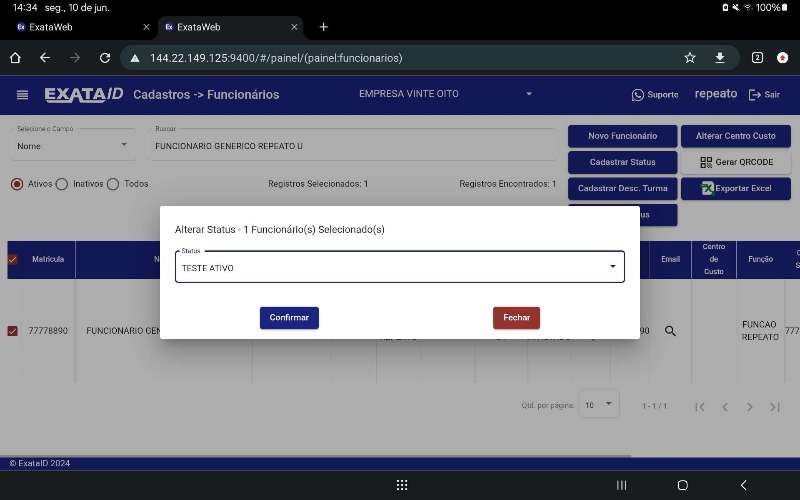 14:34 seg., 10 de jun. 100%
ExataWeb ExataWeb
144.22.149.125:9400/#/painel/(painel:funcionarios) 2
EXATAID Cadastros -> Funcionários EMPRESA VINTE OITO Suporte repeato Sair
Selecione o Campo Buscar
Nome FUNCIONARIO GENERICO REPEATO U
Novo Funcionário Alterar Centro Custo
Cadastrar Status Gerar QRCODE
Ativos Inativos Todos Registros Selecionados: 1 Registros Encontrados: 1 Cadastrar Desc. Turma Exportar Excel
Alterar Status - 1 Funcionário(s) Selecionado(s)
Status
TESTE ATIVO
Confirmar Fechar
Matrícula Email Centro de Custo Função
77778890 FUNCIONARIO GEN 90 FUNCAO REPEATO 777
Qtd. por página: 10 1 - 1 / 1
© ExataID 2024